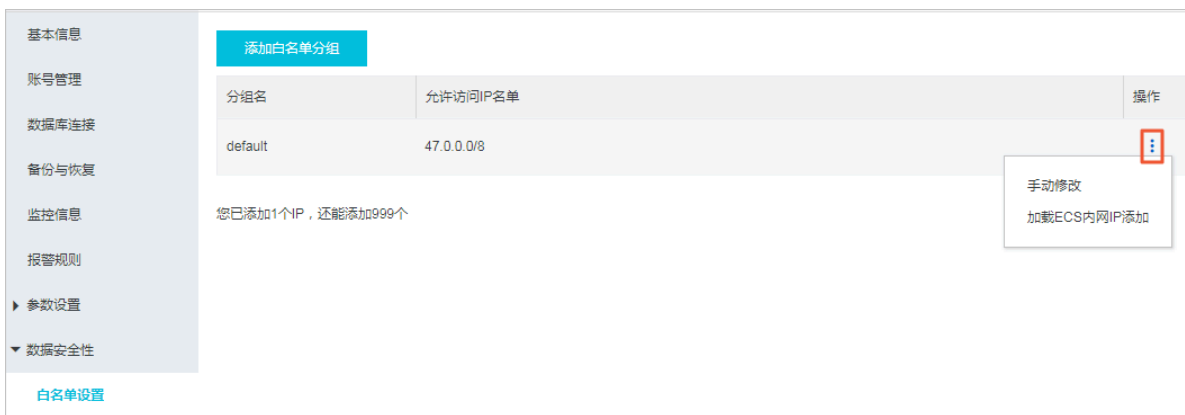 基本信息
账号管理
数据库连接
备份与恢复
监控信息
报警规则
参数设置
数据安全性
白名单设置
添加白名单分组
分组名 允许访问IP名单 操作
default 47.0.0.0/8
手动修改
加载ECS内网IP添加
您已添加1个IP，还能添加999个